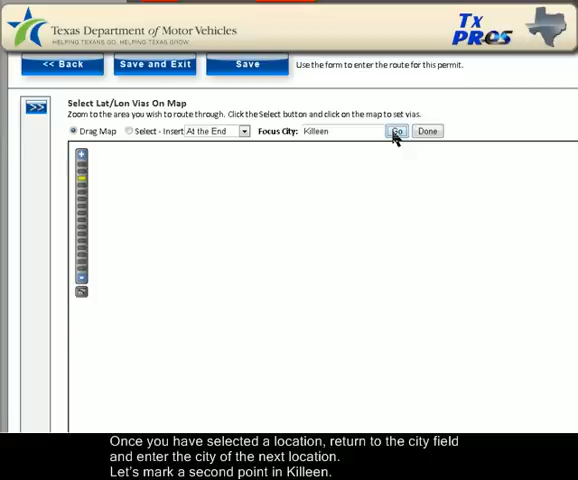 Texas Department of Motor Vehicles
HELPING TEXANS GO. HELPING TEXAS GROW.
Tx
PROS
<< Back
Save and Exit
Save
Use the form to enter the route for this permit.
>>
Select Lat/Lon Vias On Map
Zoom to the area you wish to route through. Click the Select button and click on the map to set vias.
Drag Map Select - Insert At the End Focus City: Killeen Go Done
Once you have selected a location, return to the city field
and enter the city of the next location.
Let's mark a second point in Killeen.